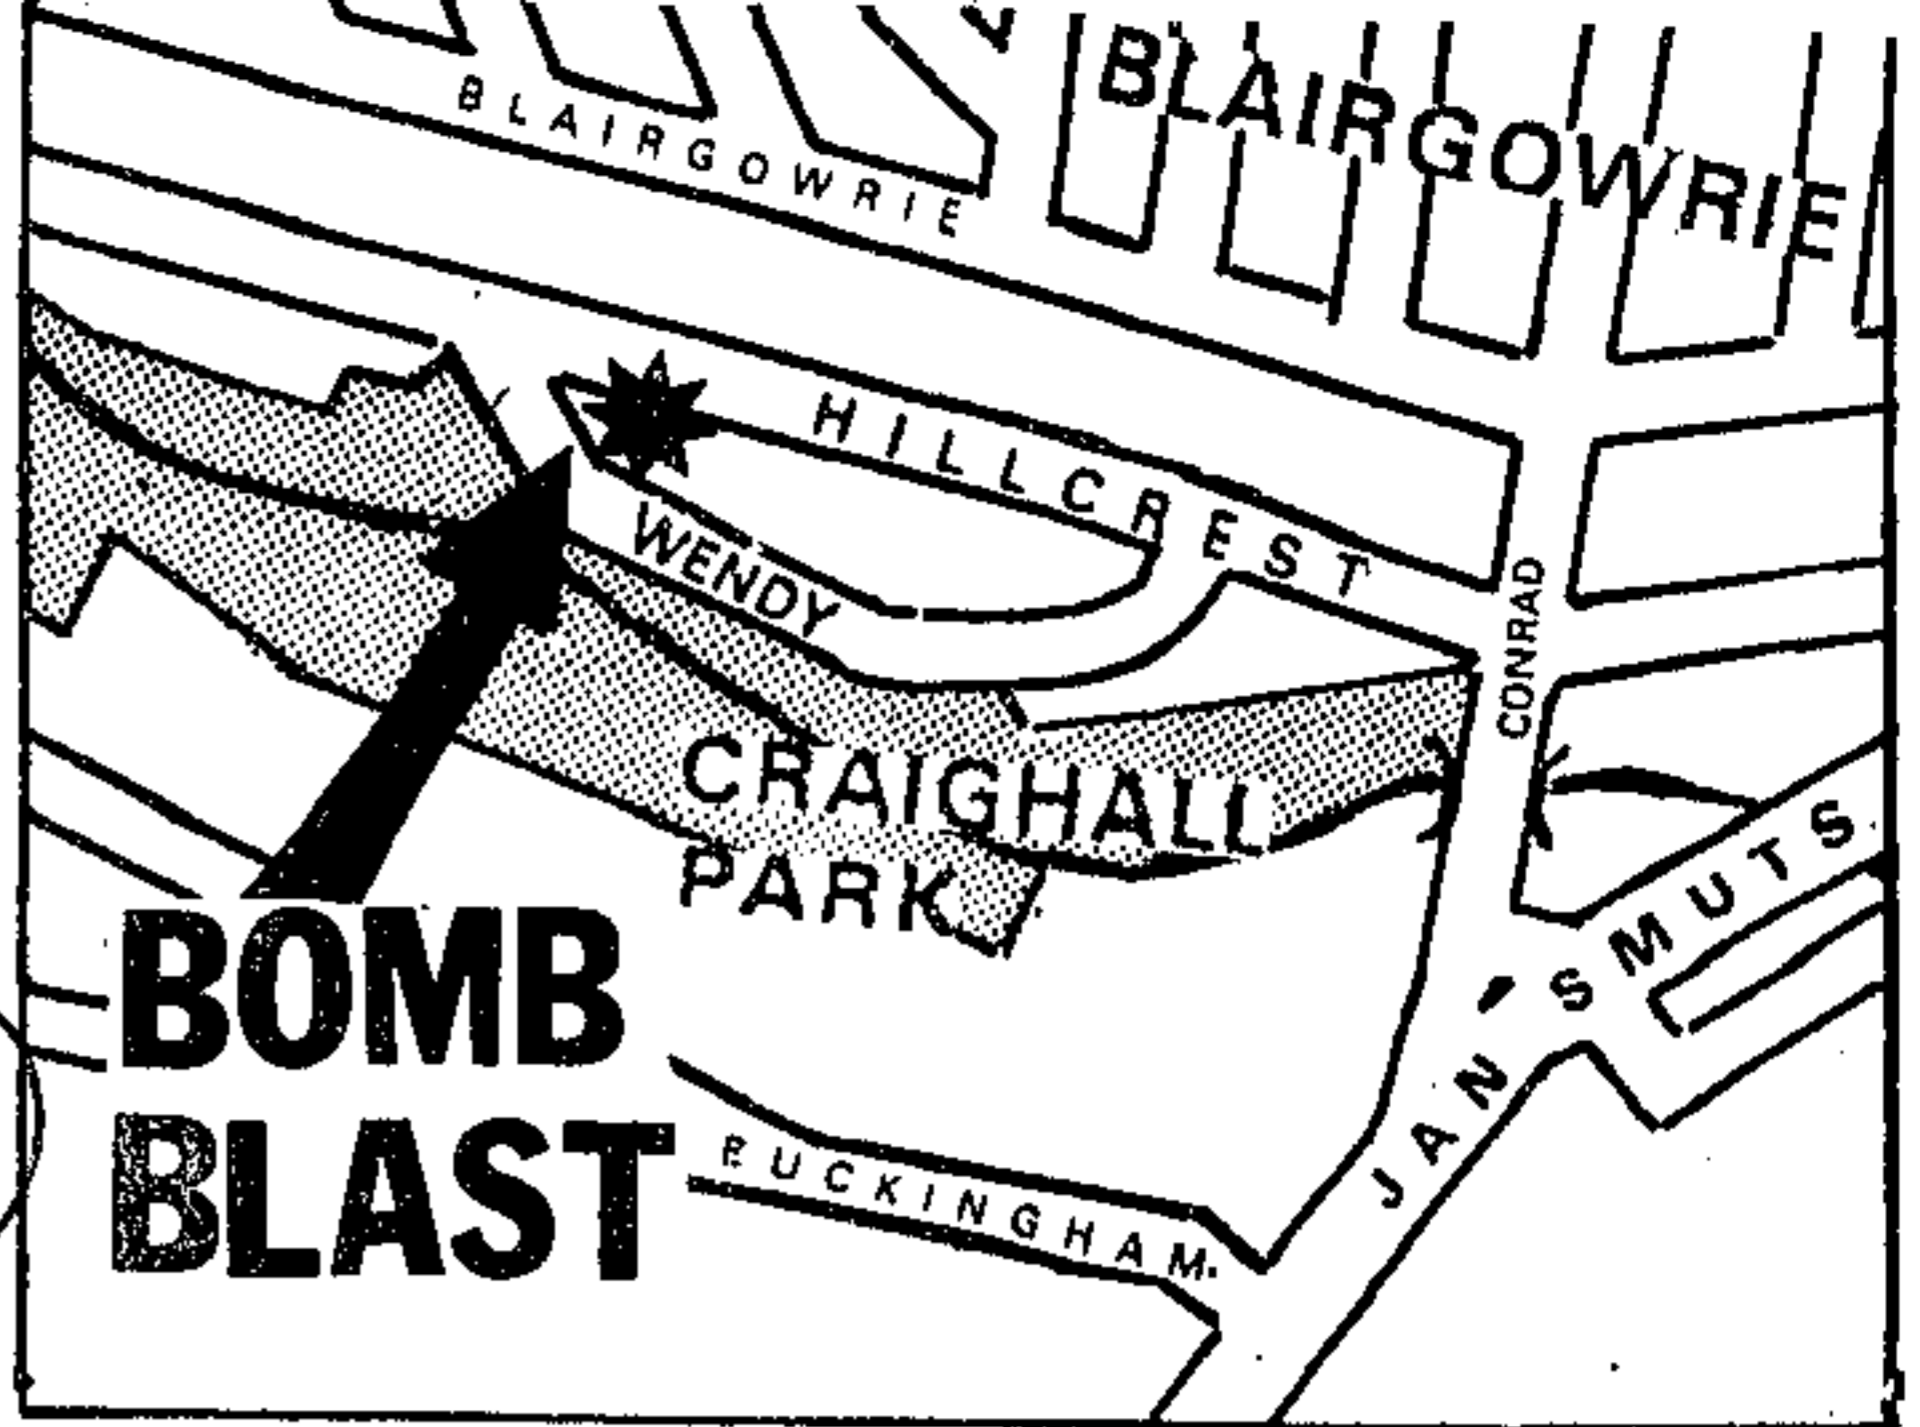 BLAIRGOWRIE
BLAIRGOWRIE
HILLCREST
WENDY
CONRAD
CRAIGHALL
PARK
JAN SMUTS
BOMB
BLAST
BUCKINGHAM